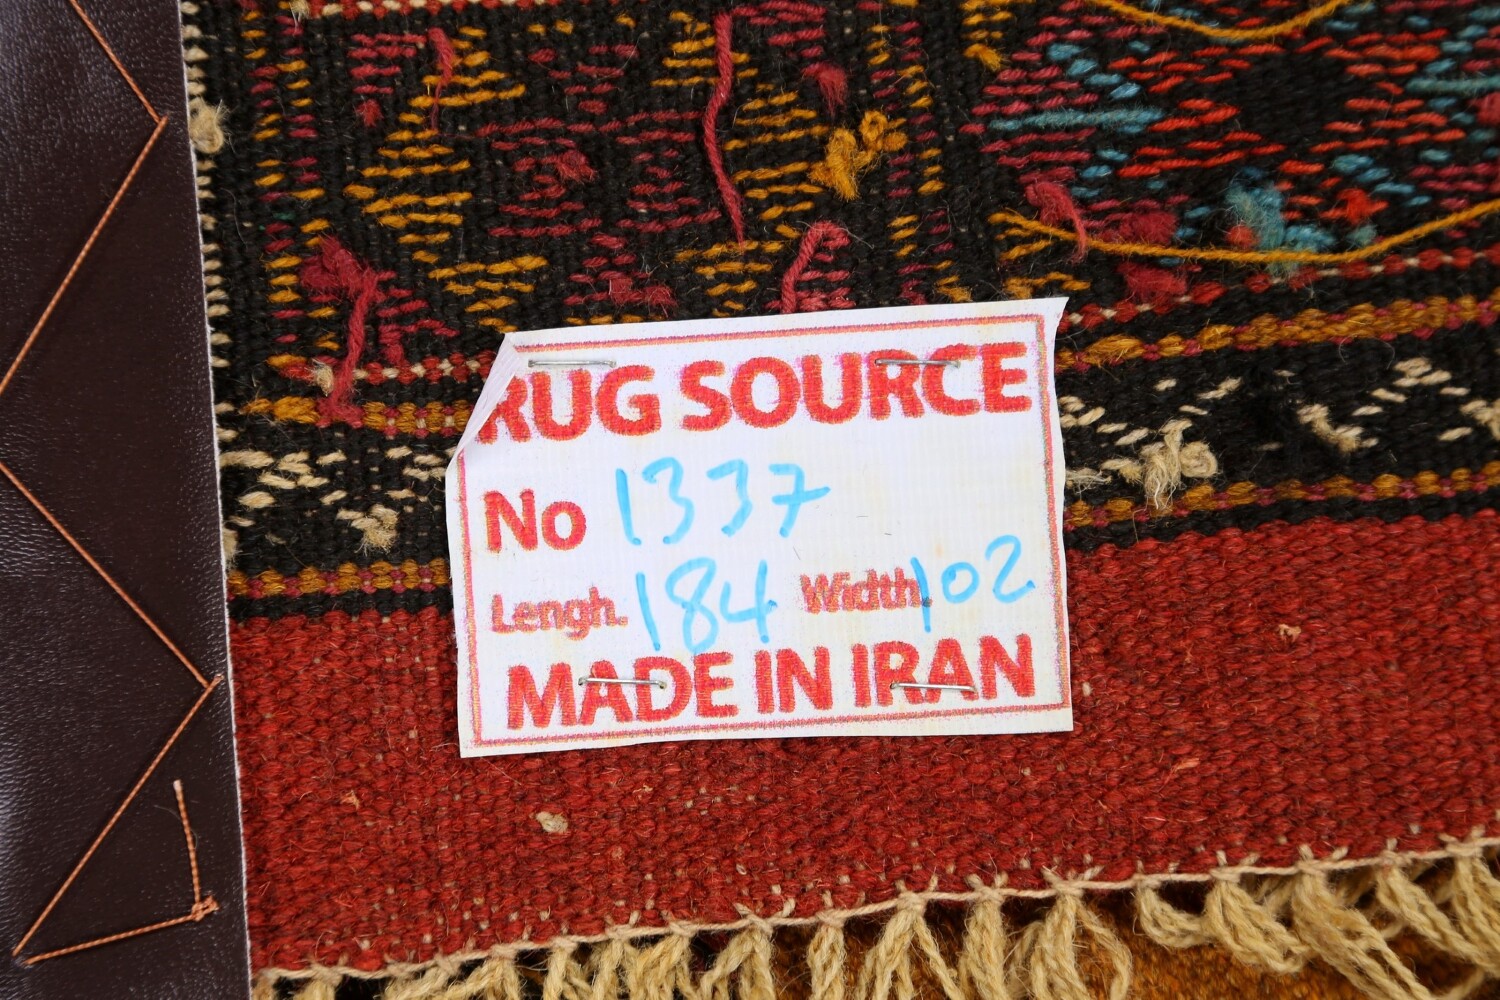 RUG SOURCE
No 1337
Lengh. 184 Width. 102
MADE IN IRAN